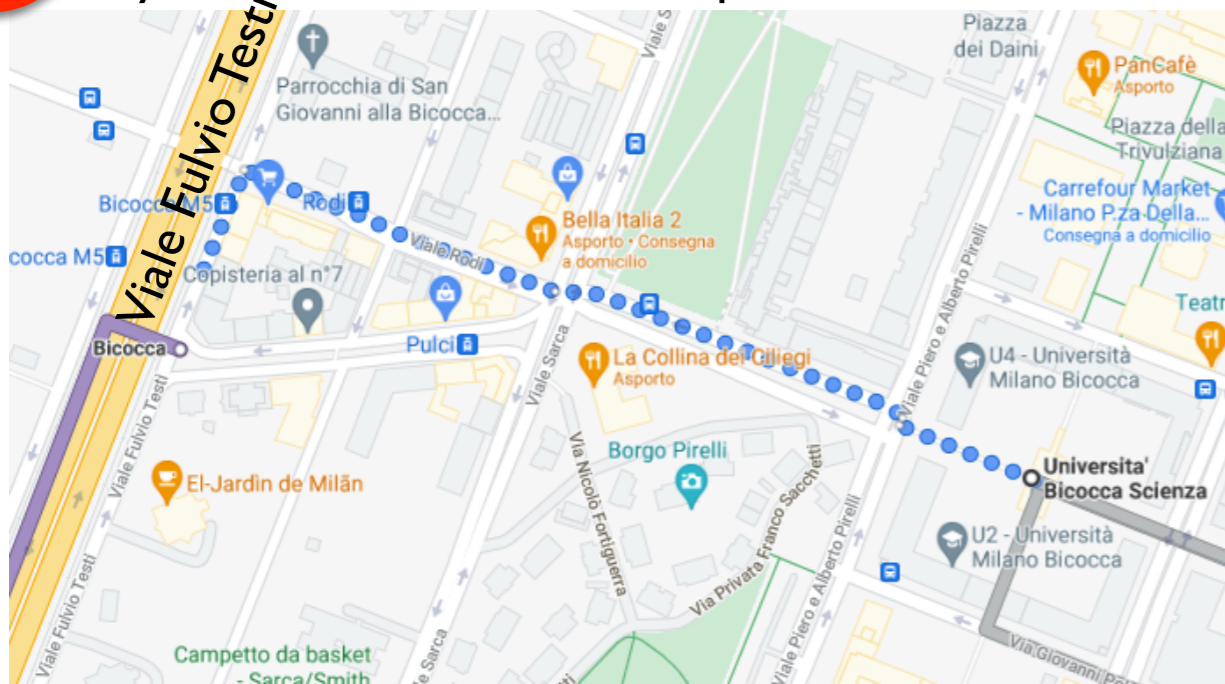 Viale Fulvio Testi
Parrocchia di San
Giovanni alla Bicocca...
Viale S
Piazza
dei Daini
PanCafè
Asporto
Piazza della
Trivulziana
Carrefour Market
- Milano P.za Della...
Consegna a domicilio
Bicocca M5
Rodi
Bella Italia 2
Asporto • Consegna
a domicilio
Viale Rodi
cocca M5
Copisteria al n°7
Viale Piero e Alberto Pirelli
Teatr
Bicocca
Pulci
Viale Sarca
La Collina dei Ciliegi
Asporto
U4 - Università
Milano Bicocca
Viale Fulvio Testi
El-Jardìn de Milãn
Via Nicolò Fortiguerra
Borgo Pirelli
Via Privata Franco Sacchetti
Universita'
Bicocca Scienza
U2 - Università
Milano Bicocca
Viale Piero e Alberto Pirelli
Viale Fulvio Testi
Campetto da basket
- Sarca/Smith
le Sarca
Via Giovanni